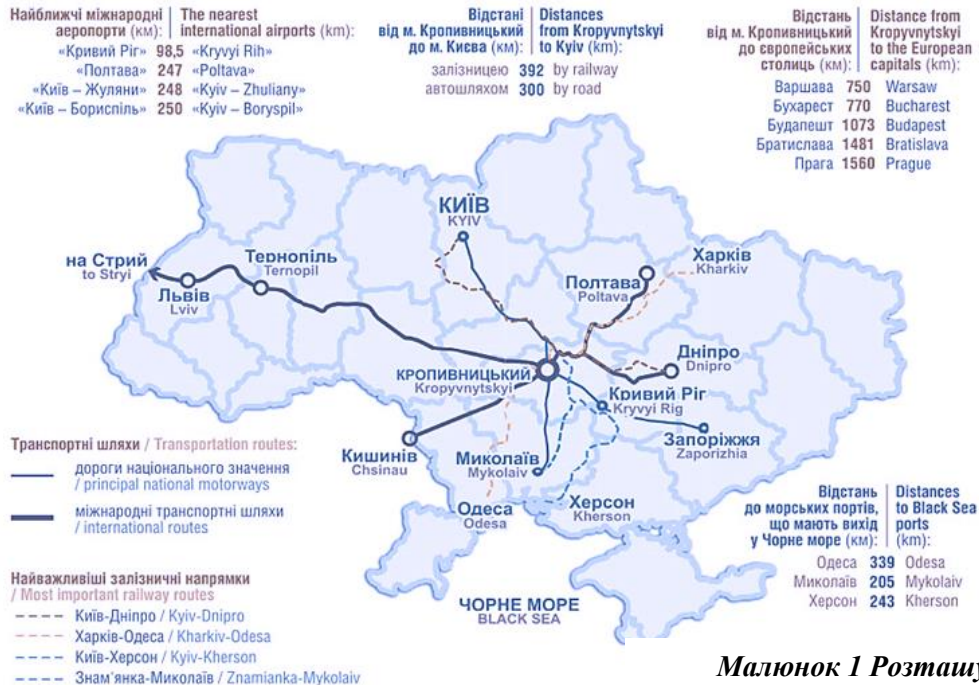 Найближчі міжнародні аеропорти (км): | The nearest international airports (km):
«Кривий Ріг» 98,5 «Kryvyi Rih»
«Полтава» 247 «Poltava»
«Київ – Жуляни» 248 «Kyiv – Zhuliany»
«Київ – Бориспіль» 250 «Kyiv – Boryspil»
Відстані від м. Кропивницький до м. Києва (км): | Distances from Kropyvnytskyi to Kyiv (km):
залізницею 392 by railway
автошляхом 300 by road
Відстань від м. Кропивницький до європейських столиць (км): | Distance from Kropyvnytskyi to the European capitals (km):
Варшава 750 Warsaw
Бухарест 770 Bucharest
Будапешт 1073 Budapest
Братислава 1481 Bratislava
Прага 1560 Prague
КИЇВ
KYIV
на Стрий
to Stryi
Львів
Lviv
Тернопіль
Ternopil
Полтава
Poltava
Харків
Kharkiv
КРОПИВНИЦЬКИЙ
Kropyvnytskyi
Дніпро
Dnipro
Кривий Ріг
Kryvyi Rig
Запоріжжя
Zaporizhia
Кишинів
Chsinau
Миколаїв
Mykolaiv
Одеса
Odesa
Херсон
Kherson
ЧОРНЕ МОРЕ
BLACK SEA
Транспортні шляхи / Transportation routes:
дороги національного значення
/ principal national motorways
міжнародні транспортні шляхи
/ international routes
Найважливіші залізничні напрямки
/ Most important railway routes
Київ-Дніпро / Kyiv-Dnipro
Харків-Одеса / Kharkiv-Odesa
Київ-Херсон / Kyiv-Kherson
Знам'янка-Миколаїв / Znamianka-Mykolaiv
Відстань до морських портів, що мають вихід у Чорне море (км): | Distances to Black Sea ports (km):
Одеса 339 Odesa
Миколаїв 205 Mykolaiv
Херсон 243 Kherson
Малюнок 1 Розташу